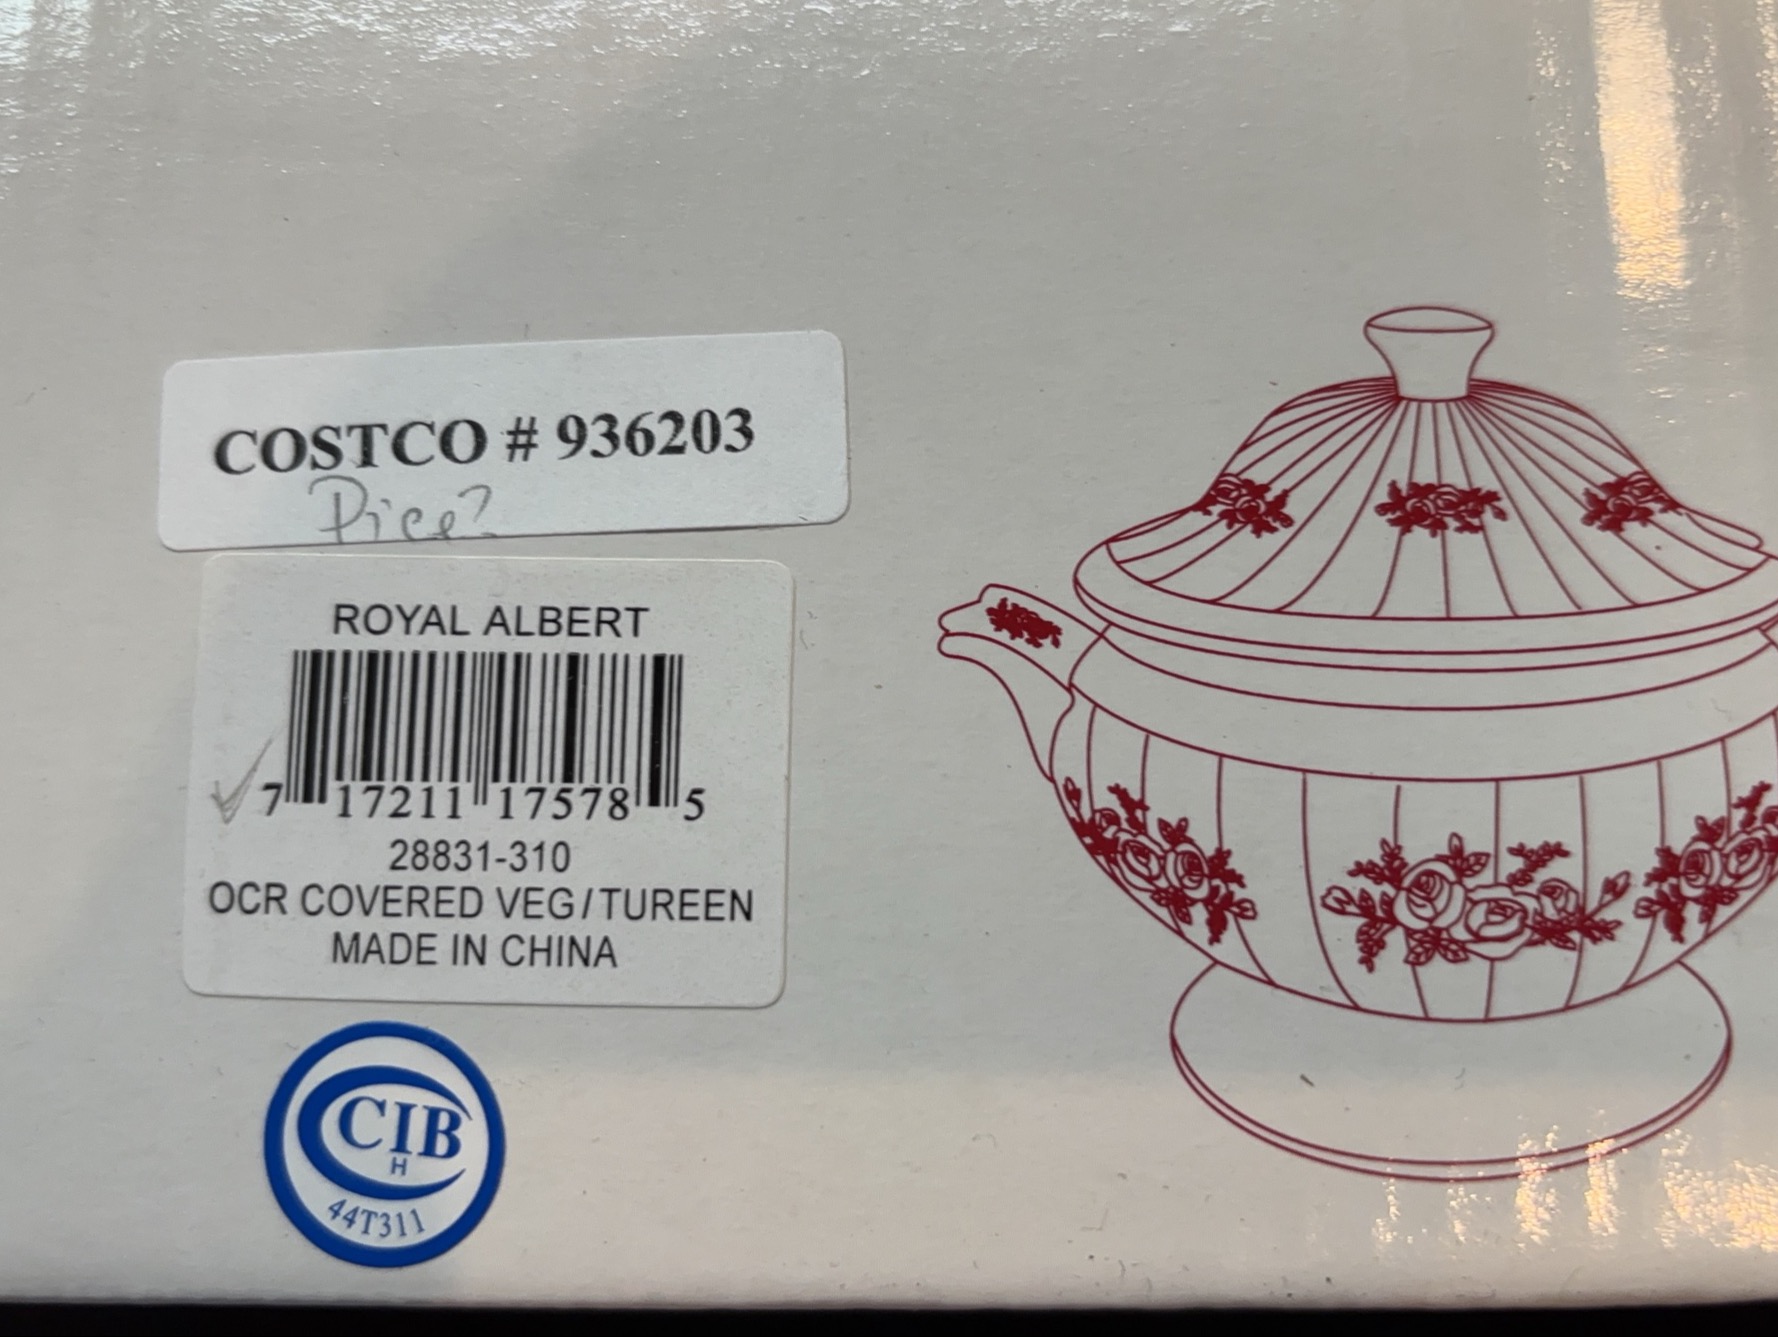 COSTCO # 936203
Pice?
ROYAL ALBERT
7 17211 17578 5
28831-310
OCR COVERED VEG/TUREEN
MADE IN CHINA
CIB
H
44T311